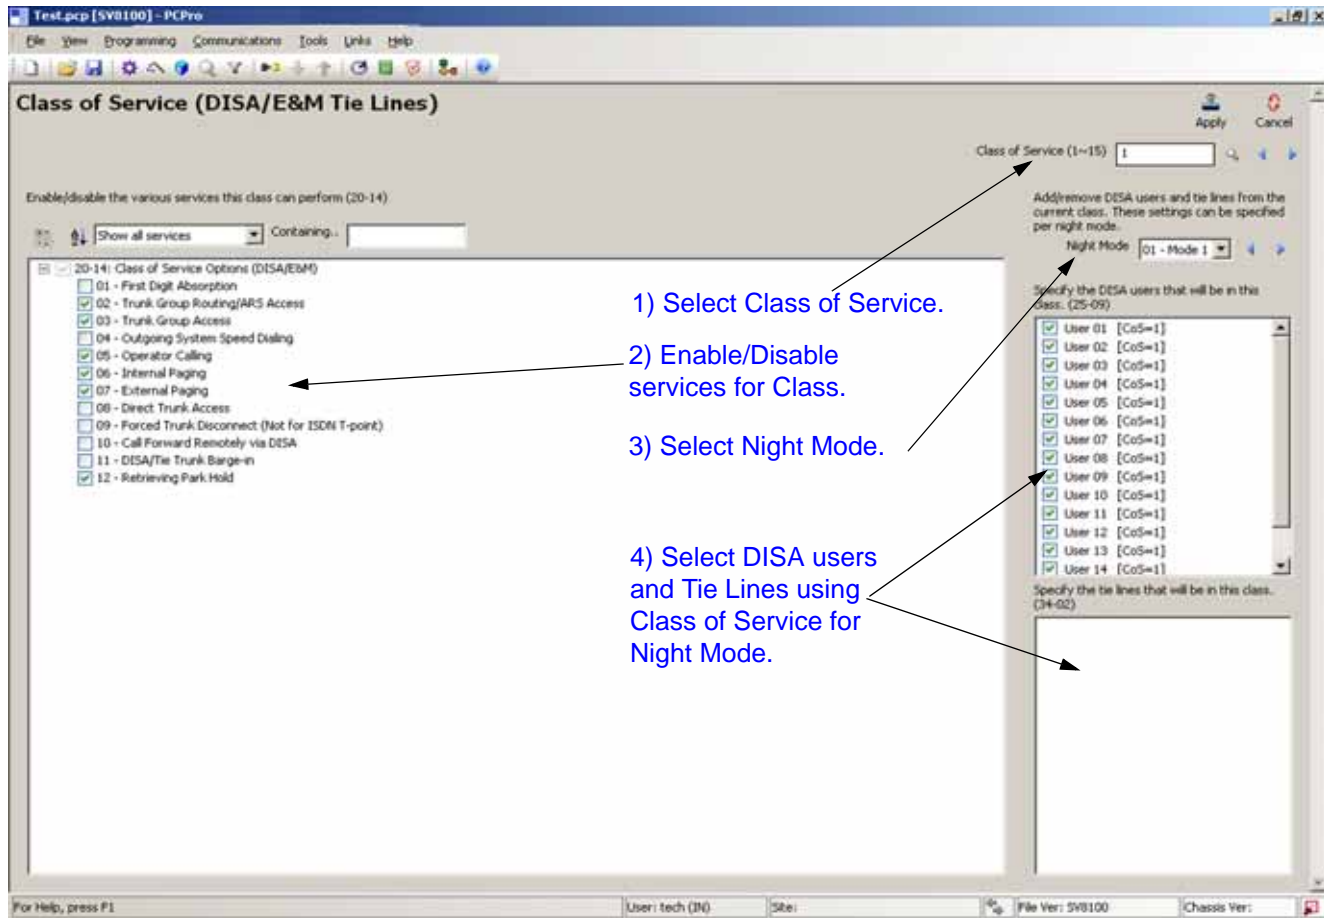 Test.pcp [SV8100] - PCPro
File View Programming Communications Tools Links Help
Class of Service (DISA/E&M Tie Lines)
Apply Cancel
Class of Service (1~15) 1
Enable/disable the various services this class can perform (20-14)
Show all services Containing..
Add/remove DISA users and tie lines from the
current class. These settings can be specified
per night mode.
Night Mode 01 - Mode 1
20-14: Class of Service Options (DISA/E&M)
01 - First Digit Absorption
02 - Trunk Group Routing/ARS Access
03 - Trunk Group Access
04 - Outgoing System Speed Dialing
05 - Operator Calling
06 - Internal Paging
07 - External Paging
08 - Direct Trunk Access
09 - Forced Trunk Disconnect (Not for ISDN T-point)
10 - Call Forward Remotely via DISA
11 - DISA/Tie Trunk Barge-in
12 - Retrieving Park Hold
1) Select Class of Service.
2) Enable/Disable
services for Class.
3) Select Night Mode.
4) Select DISA users
and Tie Lines using
Class of Service for
Night Mode.
Specify the DISA users that will be in this
class. (25-09)
User 01 [CoS=1]
User 02 [CoS=1]
User 03 [CoS=1]
User 04 [CoS=1]
User 05 [CoS=1]
User 06 [CoS=1]
User 07 [CoS=1]
User 08 [CoS=1]
User 09 [CoS=1]
User 10 [CoS=1]
User 11 [CoS=1]
User 12 [CoS=1]
User 13 [CoS=1]
User 14 [CoS=1]
Specify the tie lines that will be in this class.
(34-02)
For Help, press F1
User: tech (IN)
Site:
File Ver: SV8100
Chassis Ver: